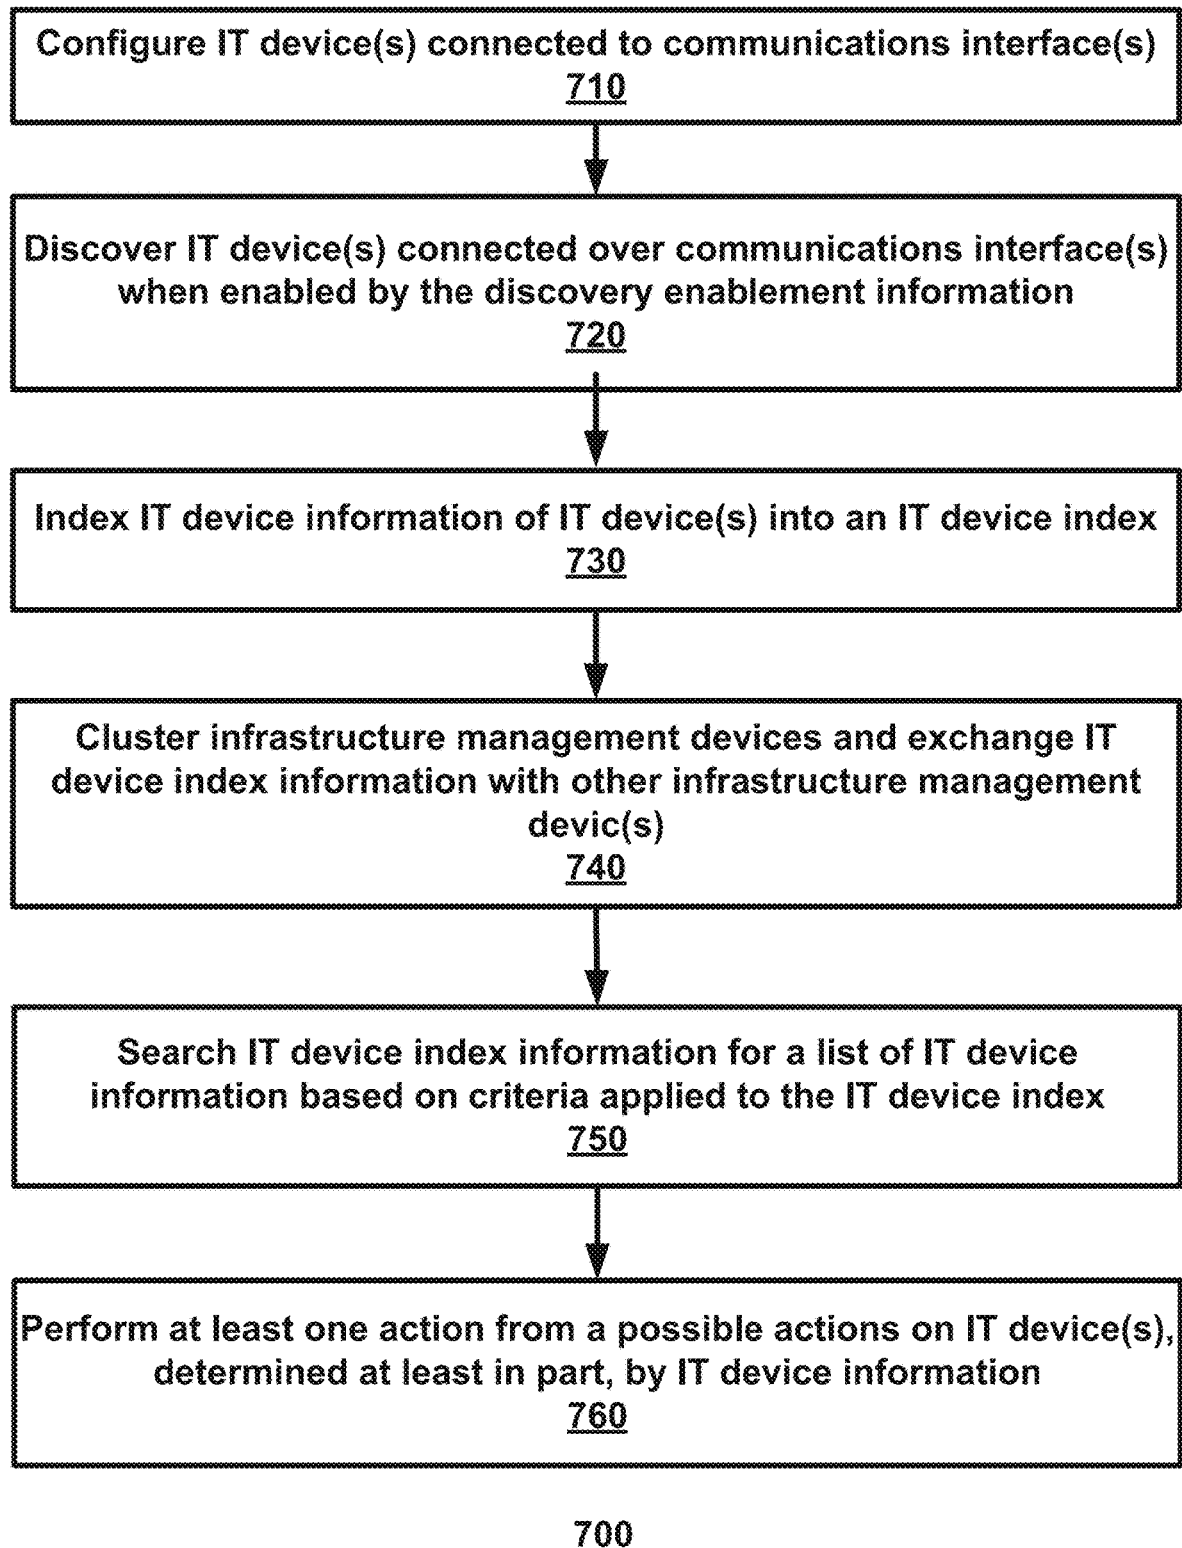 Configure IT device(s) connected to communications interface(s)
710
Discover IT device(s) connected over communications interface(s)
when enabled by the discovery enablement information
720
Index IT device information of IT device(s) into an IT device index
730
Cluster infrastructure management devices and exchange IT
device index information with other infrastructure management
devic(s)
740
Search IT device index information for a list of IT device
information based on criteria applied to the IT device index
750
Perform at least one action from a possible actions on IT device(s),
determined at least in part, by IT device information
760
700